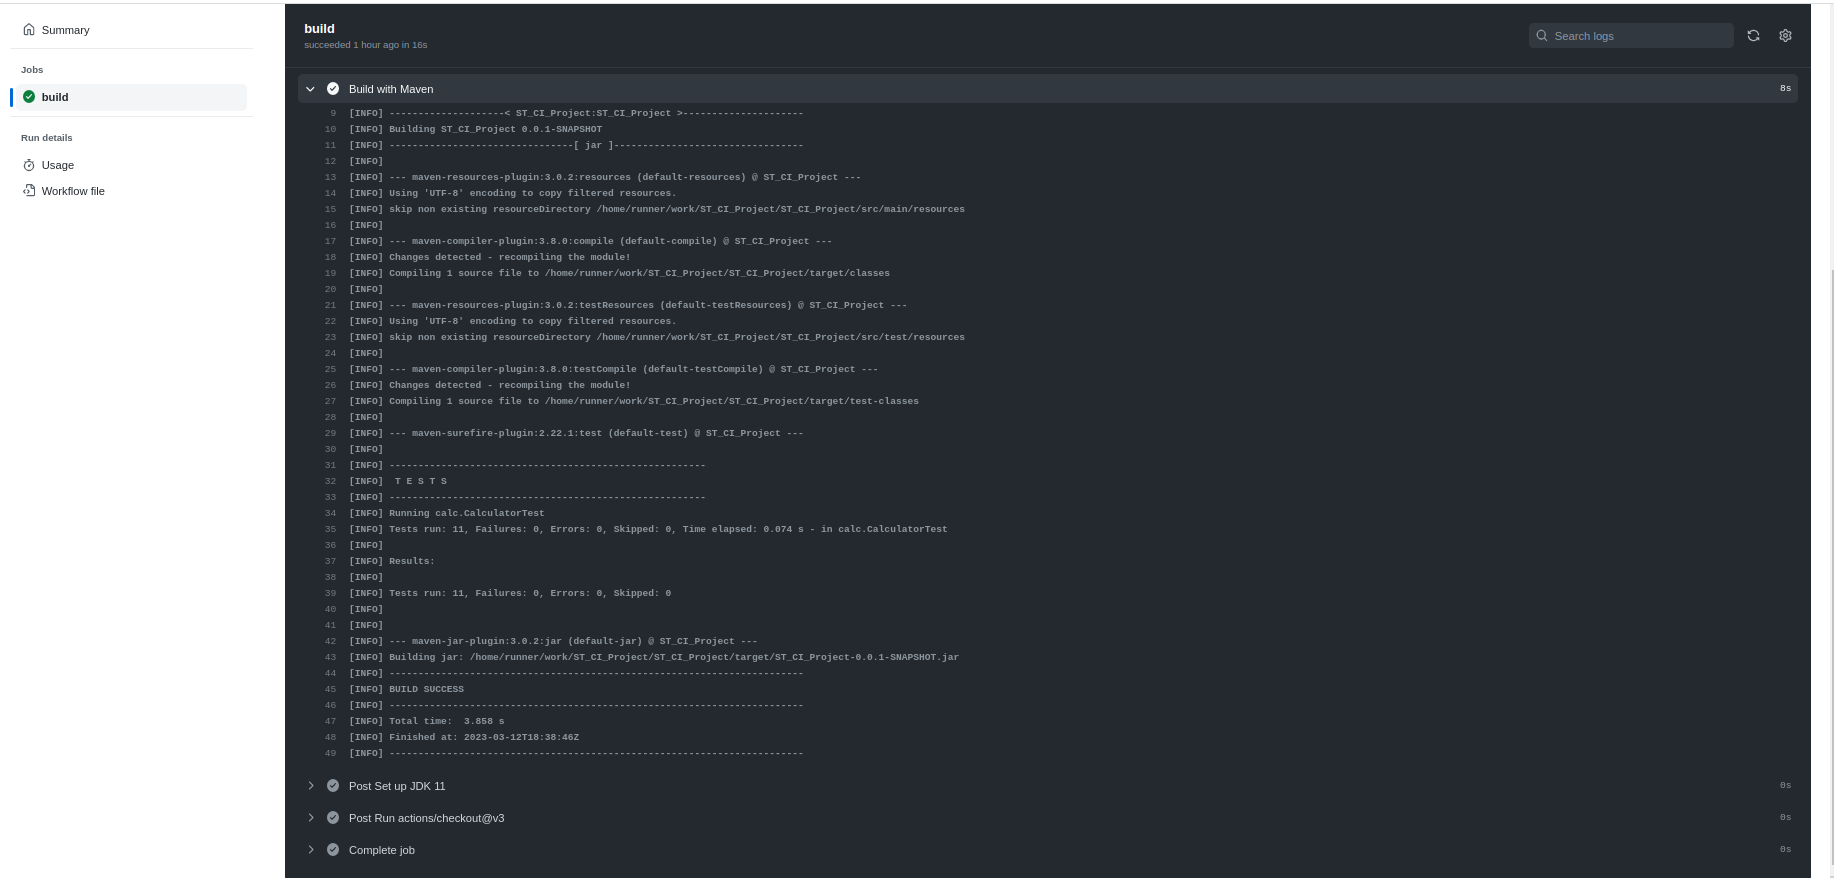 Summary
Jobs
build
Run details
Usage
Workflow file
build
succeeded 1 hour ago in 16s
Search logs
Build with Maven 8s
9 [INFO] --------------------< ST_CI_Project:ST_CI_Project >---------------------
10 [INFO] Building ST_CI_Project 0.0.1-SNAPSHOT
11 [INFO] --------------------------------[ jar ]---------------------------------
12 [INFO]
13 [INFO] --- maven-resources-plugin:3.0.2:resources (default-resources) @ ST_CI_Project ---
14 [INFO] Using 'UTF-8' encoding to copy filtered resources.
15 [INFO] skip non existing resourceDirectory /home/runner/work/ST_CI_Project/ST_CI_Project/src/main/resources
16 [INFO]
17 [INFO] --- maven-compiler-plugin:3.8.0:compile (default-compile) @ ST_CI_Project ---
18 [INFO] Changes detected - recompiling the module!
19 [INFO] Compiling 1 source file to /home/runner/work/ST_CI_Project/ST_CI_Project/target/classes
20 [INFO]
21 [INFO] --- maven-resources-plugin:3.0.2:testResources (default-testResources) @ ST_CI_Project ---
22 [INFO] Using 'UTF-8' encoding to copy filtered resources.
23 [INFO] skip non existing resourceDirectory /home/runner/work/ST_CI_Project/ST_CI_Project/src/test/resources
24 [INFO]
25 [INFO] --- maven-compiler-plugin:3.8.0:testCompile (default-testCompile) @ ST_CI_Project ---
26 [INFO] Changes detected - recompiling the module!
27 [INFO] Compiling 1 source file to /home/runner/work/ST_CI_Project/ST_CI_Project/target/test-classes
28 [INFO]
29 [INFO] --- maven-surefire-plugin:2.22.1:test (default-test) @ ST_CI_Project ---
30 [INFO]
31 [INFO] -------------------------------------------------------
32 [INFO]  T E S T S
33 [INFO] -------------------------------------------------------
34 [INFO] Running calc.CalculatorTest
35 [INFO] Tests run: 11, Failures: 0, Errors: 0, Skipped: 0, Time elapsed: 0.074 s - in calc.CalculatorTest
36 [INFO]
37 [INFO] Results:
38 [INFO]
39 [INFO] Tests run: 11, Failures: 0, Errors: 0, Skipped: 0
40 [INFO]
41 [INFO]
42 [INFO] --- maven-jar-plugin:3.0.2:jar (default-jar) @ ST_CI_Project ---
43 [INFO] Building jar: /home/runner/work/ST_CI_Project/ST_CI_Project/target/ST_CI_Project-0.0.1-SNAPSHOT.jar
44 [INFO] ------------------------------------------------------------------------
45 [INFO] BUILD SUCCESS
46 [INFO] ------------------------------------------------------------------------
47 [INFO] Total time:  3.858 s
48 [INFO] Finished at: 2023-03-12T18:38:46Z
49 [INFO] ------------------------------------------------------------------------
Post Set up JDK 11 0s
Post Run actions/checkout@v3 0s
Complete job 0s